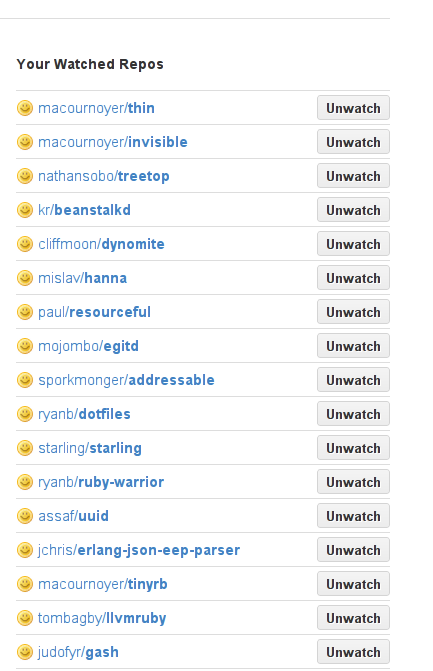 Your Watched Repos
macournoyer/thin Unwatch
macournoyer/invisible Unwatch
nathansobo/treetop Unwatch
kr/beanstalkd Unwatch
cliffmoon/dynomite Unwatch
mislav/hanna Unwatch
paul/resourceful Unwatch
mojombo/egitd Unwatch
sporkmonger/addressable Unwatch
ryanb/dotfiles Unwatch
starling/starling Unwatch
ryanb/ruby-warrior Unwatch
assaf/uuid Unwatch
jchris/erlang-json-eep-parser Unwatch
macournoyer/tinyrb Unwatch
tombagby/llvmruby Unwatch
judofyr/gash Unwatch